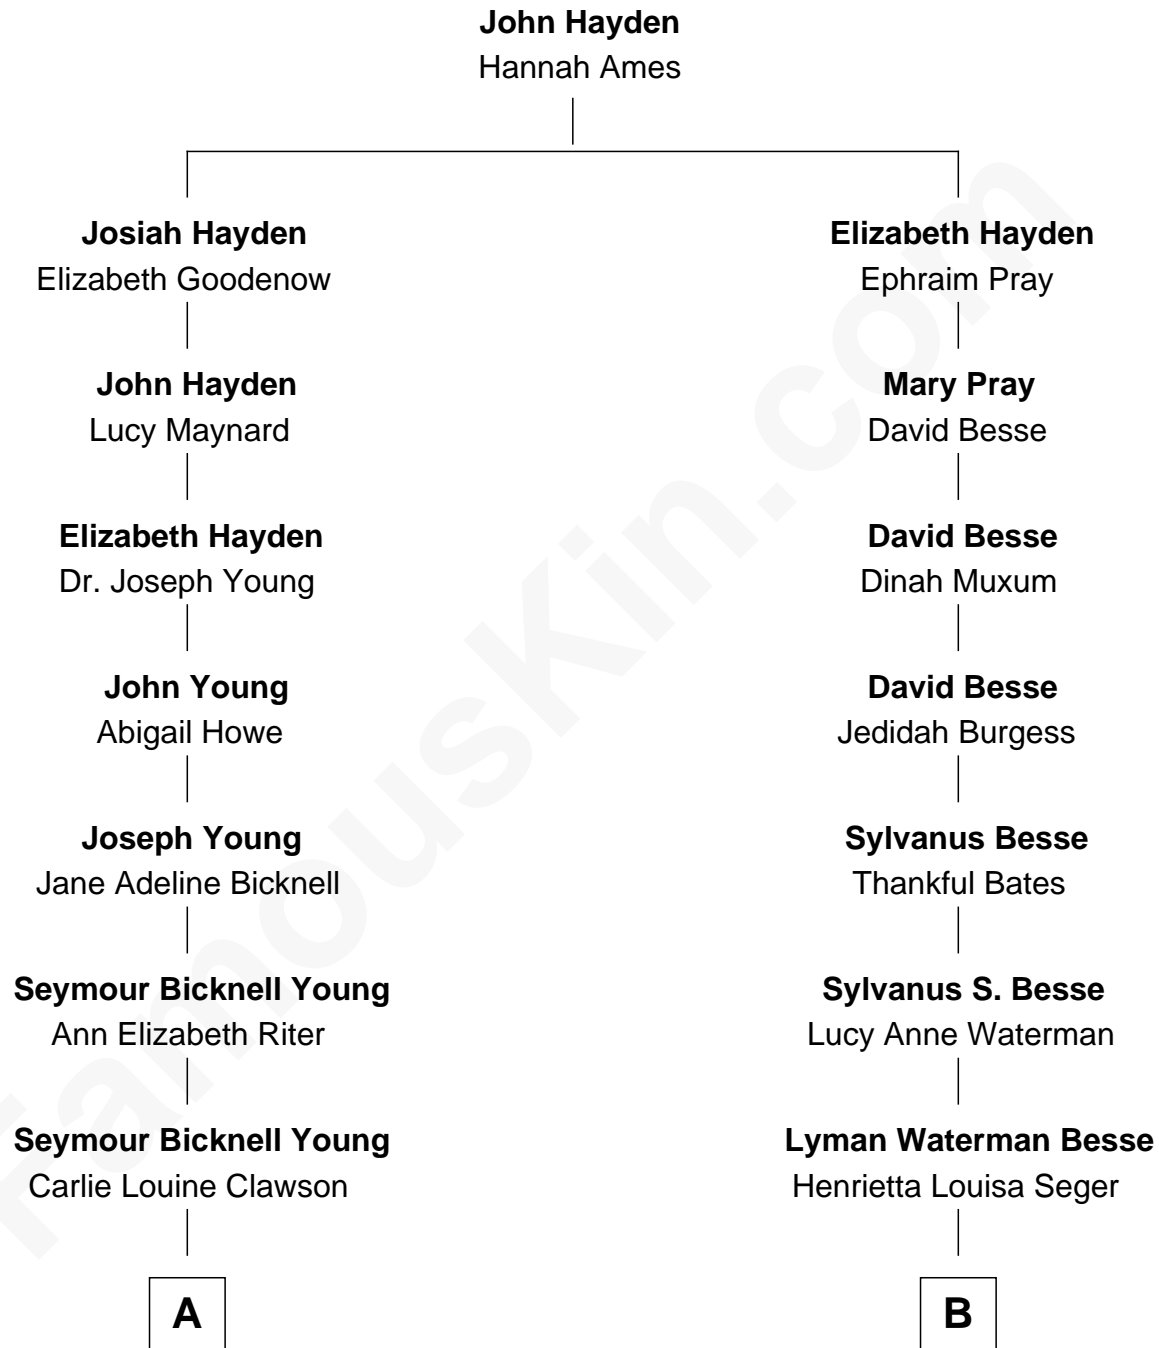 John Hayden
Hannah Ames
Josiah Hayden
Elizabeth Goodenow
Elizabeth Hayden
Ephraim Pray
John Hayden
Lucy Maynard
Mary Pray
David Besse
Elizabeth Hayden
Dr. Joseph Young
David Besse
Dinah Muxum
John Young
Abigail Howe
David Besse
Jedidah Burgess
Joseph Young
Jane Adeline Bicknell
Sylvanus Besse
Thankful Bates
Seymour Bicknell Young
Ann Elizabeth Riter
Sylvanus S. Besse
Lucy Anne Waterman
Seymour Bicknell Young
Carlie Louine Clawson
Lyman Waterman Besse
Henrietta Louisa Seger
A
B
FamousKin.com